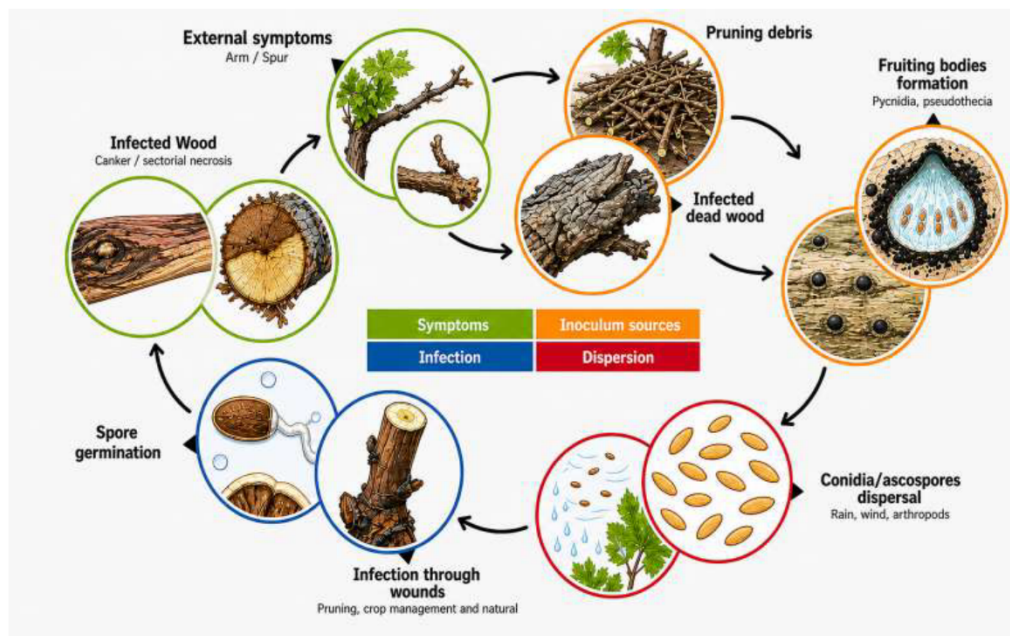 External symptoms
Arm / Spur
Pruning debris
Fruiting bodies
formation
Pycnidia, pseudothecia
Infected Wood
Canker / sectorial necrosis
Infected
dead wood
Symptoms
Inoculum sources
Infection
Dispersion
Spore
germination
Conidia/ascospores
dispersal
Rain, wind, arthropods
Infection through
wounds
Pruning, crop management and natural